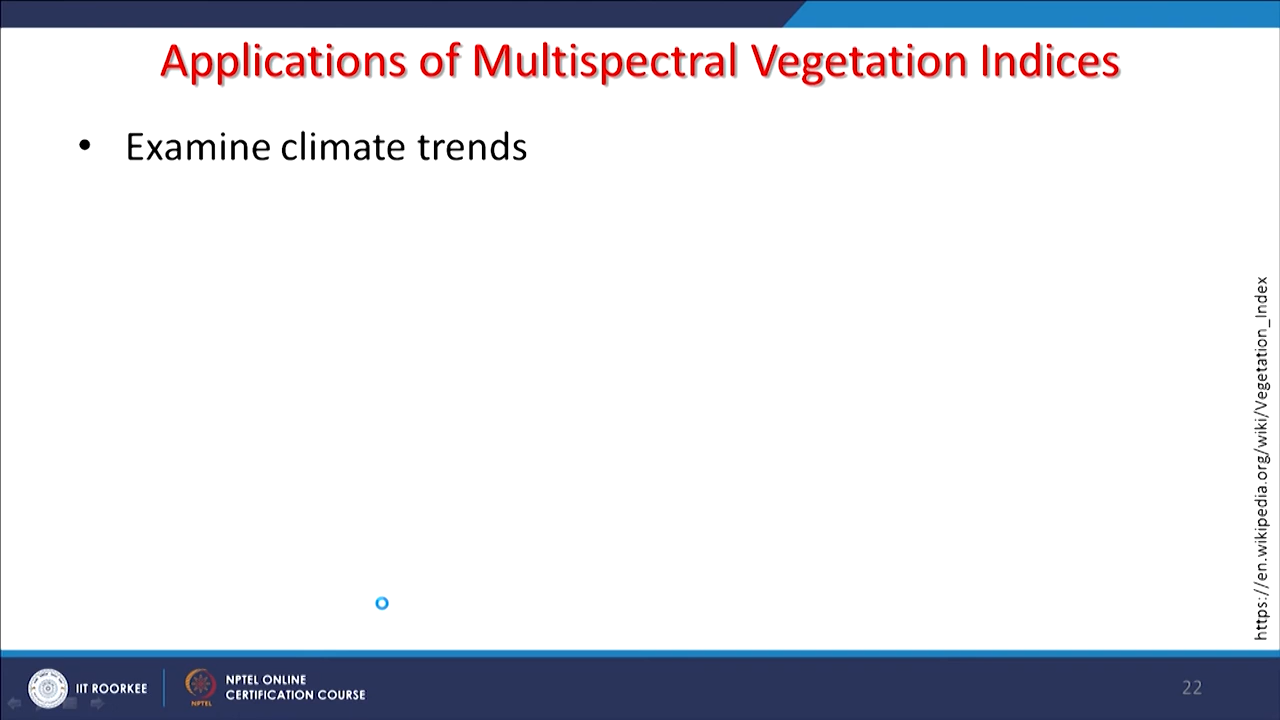 Applications of Multispectral Vegetation Indices
• Examine climate trends
https://en.wikipedia.org/wiki/Vegetation_Index
IIT ROORKEE
NPTEL
NPTEL ONLINE
CERTIFICATION COURSE
22